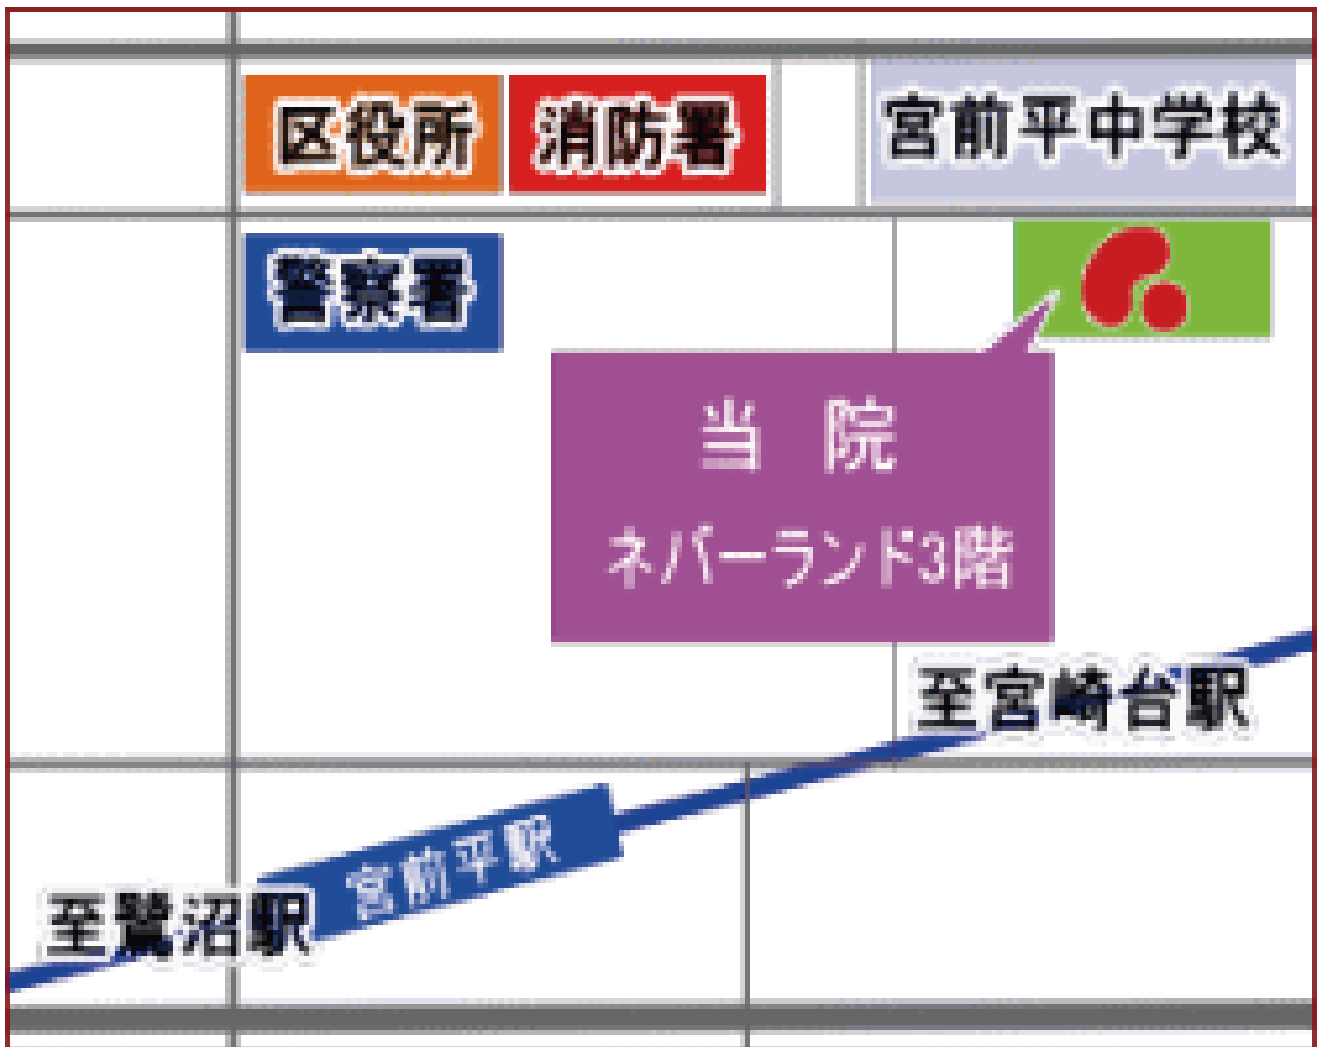 区役所
消防署
宮前平中学校
警察署
当 院
ネバーランド3階
至宮崎台駅
宮前平駅
至鷺沼駅